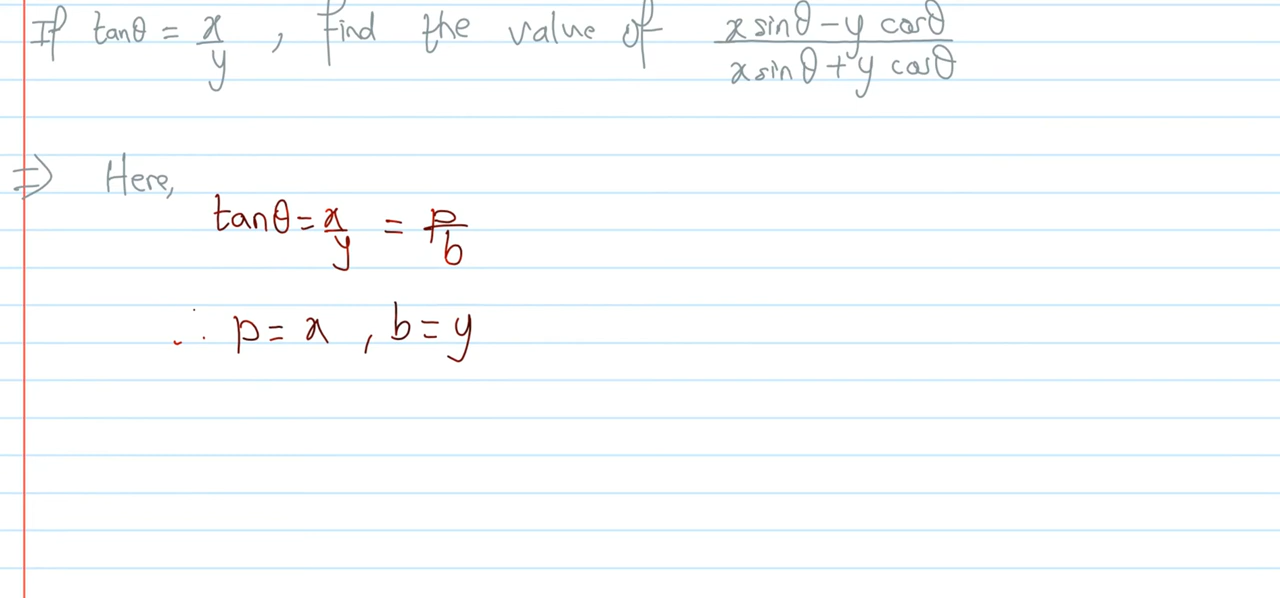 If tanθ = x/y , find the value of (x sinθ - y cosθ)/(x sinθ + y cosθ)
⇒ Here,
tanθ = x/y = p/b
∴ p = x , b = y